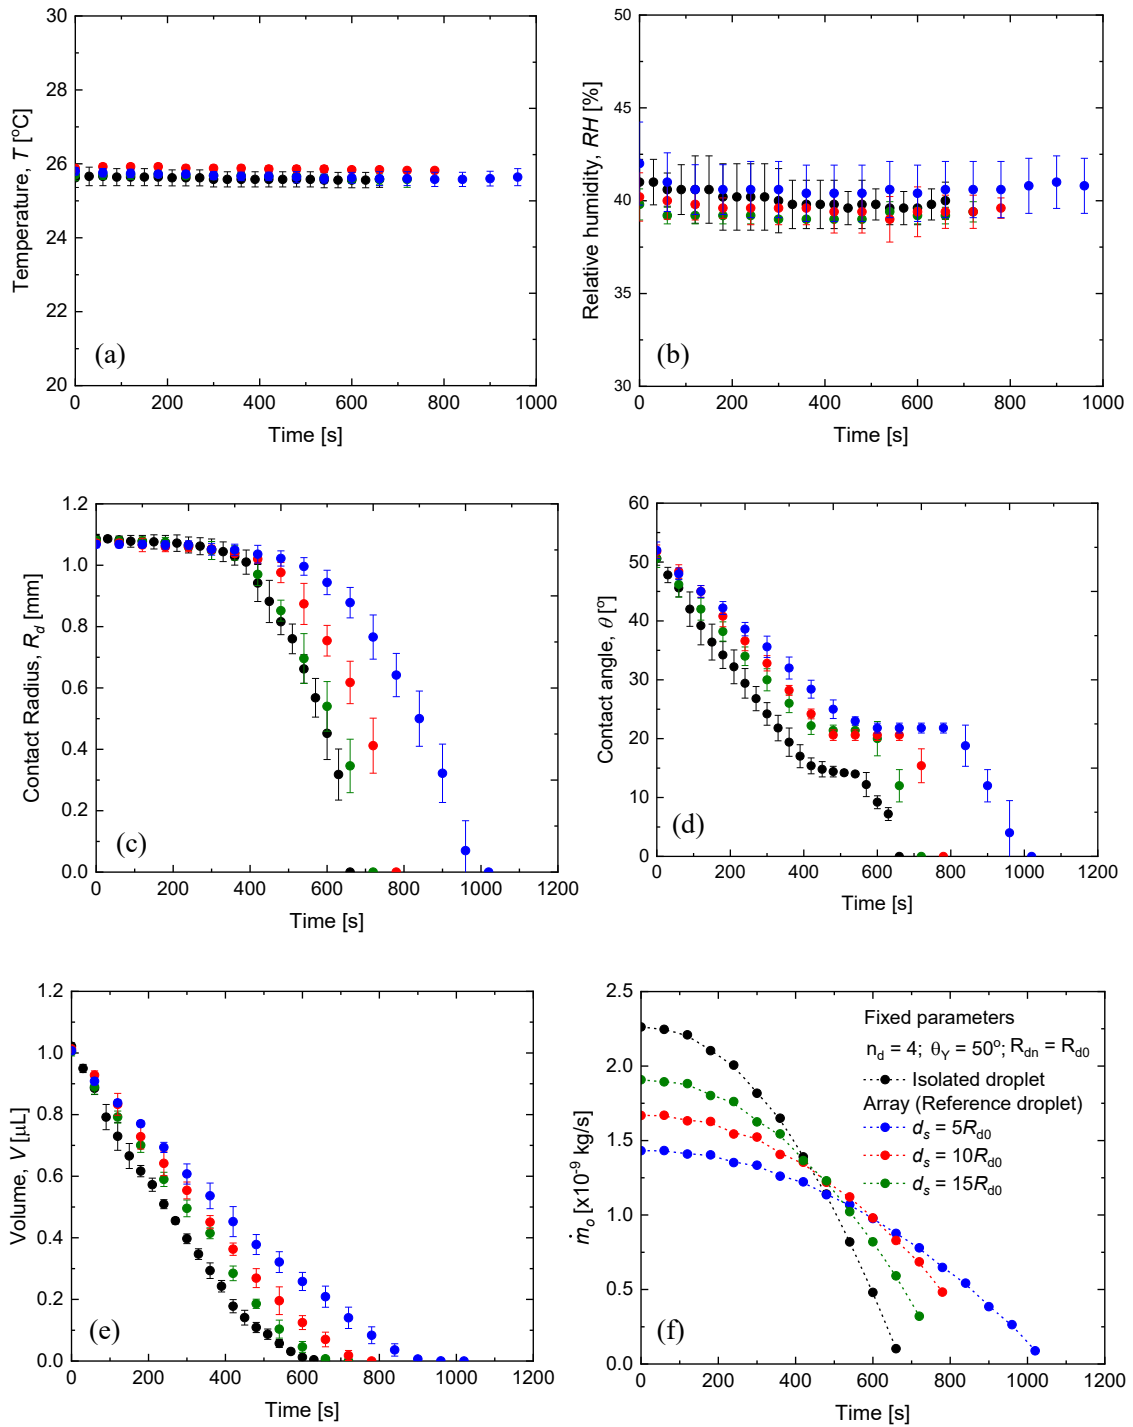 30
28
26
24
22
20
Temperature, T [°C]
(a)
0 200 400 600 800 1000
Time [s]
50
45
40
35
30
Relative humidity, RH [%]
(b)
0 200 400 600 800 1000
Time [s]
1.2
1.0
0.8
0.6
0.4
0.2
0.0
Contact Radius, R_d [mm]
(c)
0 200 400 600 800 1000 1200
Time [s]
60
50
40
30
20
10
0
Contact angle, θ [°]
(d)
0 200 400 600 800 1000 1200
Time [s]
1.2
1.0
0.8
0.6
0.4
0.2
0.0
Volume, V [µL]
(e)
0 200 400 600 800 1000 1200
Time [s]
2.5
2.0
1.5
1.0
0.5
0.0
ṁ_o [x10⁻⁹ kg/s]
Fixed parameters
n_d = 4; θ_Y = 50°; R_dn = R_d0
Isolated droplet
Array (Reference droplet)
d_s = 5R_d0
d_s = 10R_d0
d_s = 15R_d0
(f)
0 200 400 600 800 1000 1200
Time [s]